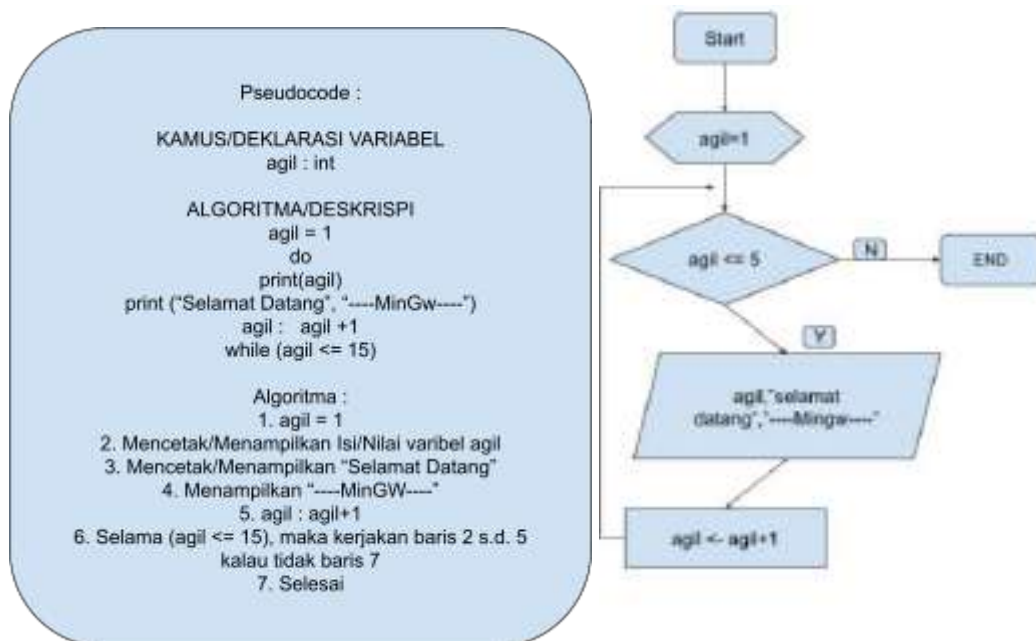 Pseudocode :
KAMUS/DEKLARASI VARIABEL
agil : int
ALGORITMA/DESKRISPI
agil = 1
do
print(agil)
print (“Selamat Datang”, “----MinGw----”)
agil : agil +1
while (agil <= 15)
Algoritma :
1. agil = 1
2. Mencetak/Menampilkan Isi/Nilai varibel agil
3. Mencetak/Menampilkan “Selamat Datang”
4. Menampilkan “----MinGW----”
5. agil : agil+1
6. Selama (agil <= 15), maka kerjakan baris 2 s.d. 5
kalau tidak baris 7
7. Selesai
Start
agil=1
agil <= 5
N
END
Y
agil,"selamat
datang","----Mingw----"
agil <- agil+1